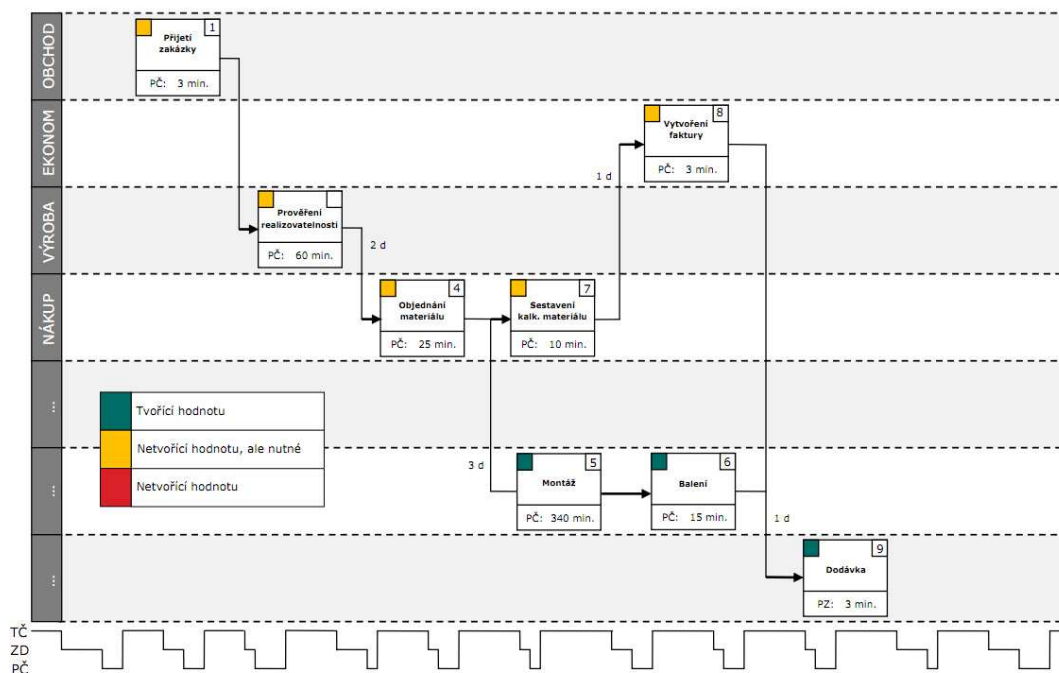 OBCHOD
1
Přijetí
zakázky
PČ: 3 min.
EKONOM
8
Vytvoření
faktury
PČ: 3 min.
1 d
VÝROBA
Prověření
realizovatelnosti
PČ: 60 min.
2 d
NÁKUP
4
Objednání
materiálu
PČ: 25 min.
7
Sestavení
kalk. materiálu
PČ: 10 min.
...
Tvořící hodnotu
Netvořící hodnotu, ale nutné
Netvořící hodnotu
...
3 d
5
Montáž
PČ: 340 min.
6
Balení
PČ: 15 min.
1 d
...
9
Dodávka
PZ: 3 min.
TČ
ZD
PČ